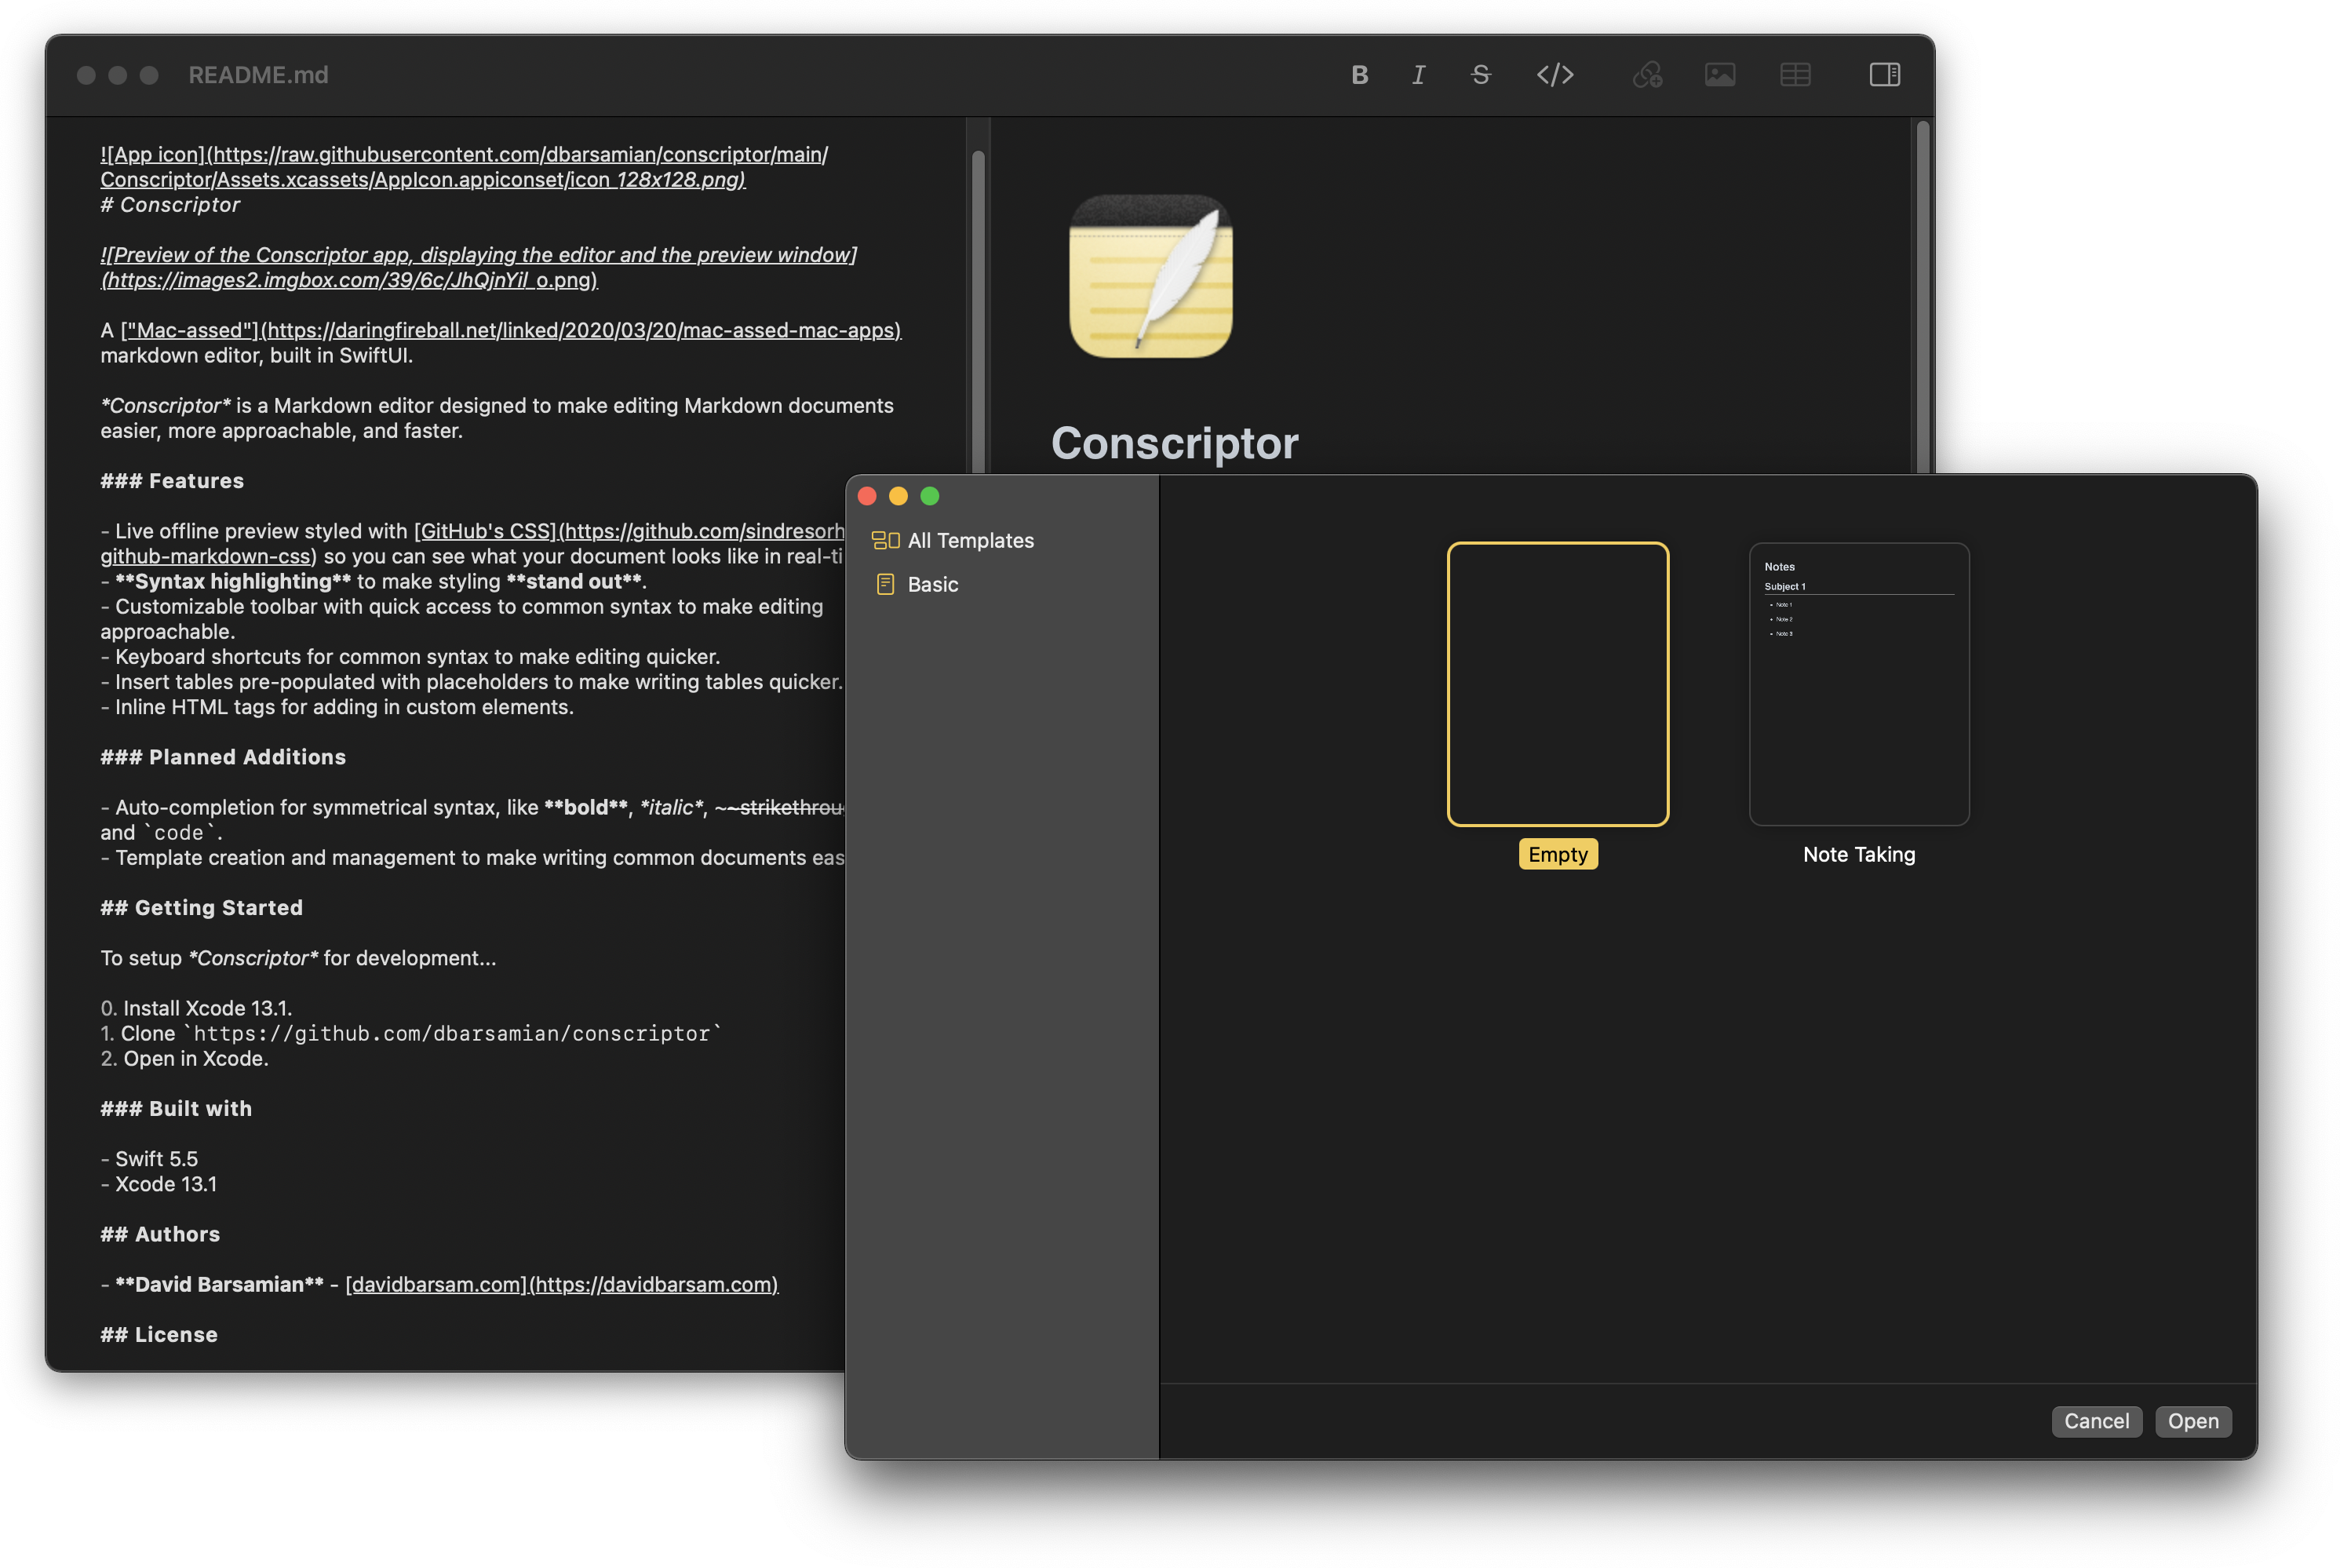 README.md
B I S </>
![App icon](https://raw.githubusercontent.com/dbarsamian/conscriptor/main/
Conscriptor/Assets.xcassets/AppIcon.appiconset/icon_128x128.png)
# Conscriptor
![Preview of the Conscriptor app, displaying the editor and the preview window]
(https://images2.imgbox.com/39/6c/JhQjnYil_o.png)
A ["Mac-assed"](https://daringfireball.net/linked/2020/03/20/mac-assed-mac-apps)
markdown editor, built in SwiftUI.
*Conscriptor* is a Markdown editor designed to make editing Markdown documents
easier, more approachable, and faster.
### Features
- Live offline preview styled with [GitHub's CSS](https://github.com/sindresorh
github-markdown-css) so you can see what your document looks like in real-ti
- **Syntax highlighting** to make styling **stand out**.
- Customizable toolbar with quick access to common syntax to make editing
approachable.
- Keyboard shortcuts for common syntax to make editing quicker.
- Insert tables pre-populated with placeholders to make writing tables quicker.
- Inline HTML tags for adding in custom elements.
### Planned Additions
- Auto-completion for symmetrical syntax, like **bold**, *italic*, ~~strikethrou
and `code`.
- Template creation and management to make writing common documents eas
## Getting Started
To setup *Conscriptor* for development...
0. Install Xcode 13.1.
1. Clone `https://github.com/dbarsamian/conscriptor`
2. Open in Xcode.
### Built with
- Swift 5.5
- Xcode 13.1
## Authors
- **David Barsamian** - [davidbarsam.com](https://davidbarsam.com)
## License
Conscriptor
All Templates
Basic
Notes
Subject 1
• Note 1
• Note 2
• Note 3
Empty
Note Taking
Cancel
Open